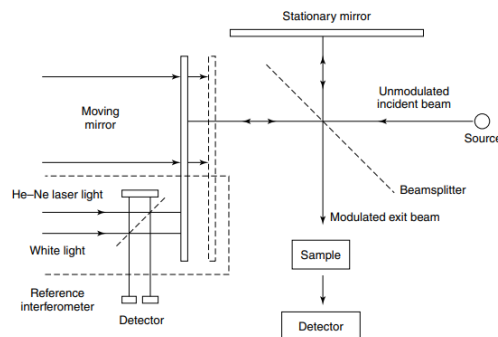 Stationary mirror
Unmodulated
incident beam
Source
Moving
mirror
Beamsplitter
He–Ne laser light
Modulated exit beam
White light
Sample
Reference
interferometer
Detector
Detector